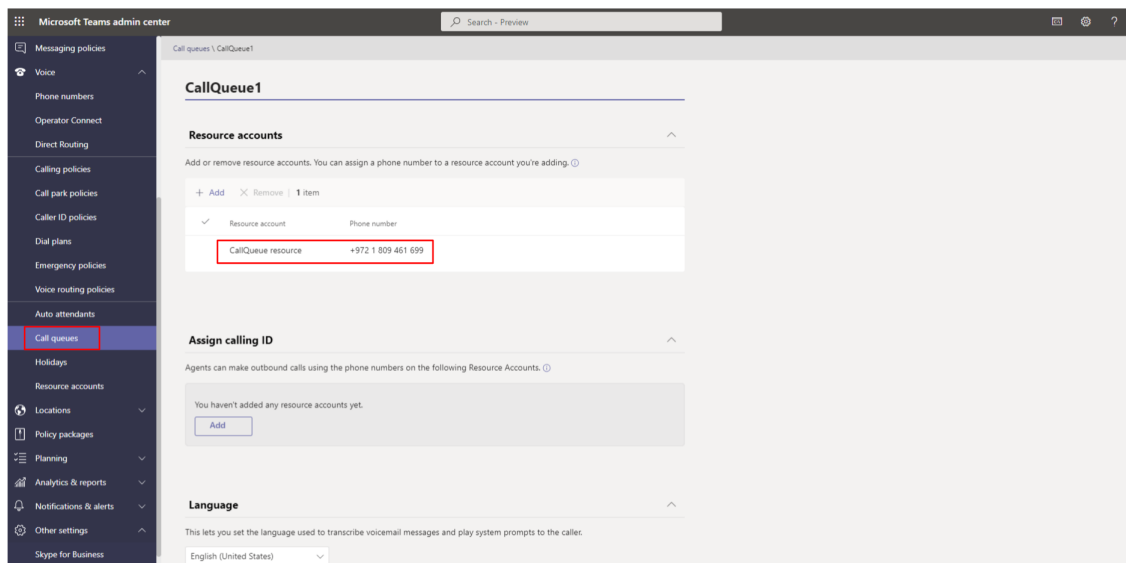 Microsoft Teams admin center
Search - Preview
?
Messaging policies
Voice
Phone numbers
Operator Connect
Direct Routing
Calling policies
Call park policies
Caller ID policies
Dial plans
Emergency policies
Voice routing policies
Auto attendants
Call queues
Holidays
Resource accounts
Locations
Policy packages
Planning
Analytics & reports
Notifications & alerts
Other settings
Skype for Business
Call queues \ CallQueue1
CallQueue1
Resource accounts
Add or remove resource accounts. You can assign a phone number to a resource account you're adding.
+ Add × Remove | 1 item
Resource account Phone number
CallQueue resource +972 1 809 461 699
Assign calling ID
Agents can make outbound calls using the phone numbers on the following Resource Accounts.
You haven't added any resource accounts yet.
Add
Language
This lets you set the language used to transcribe voicemail messages and play system prompts to the caller.
English (United States)